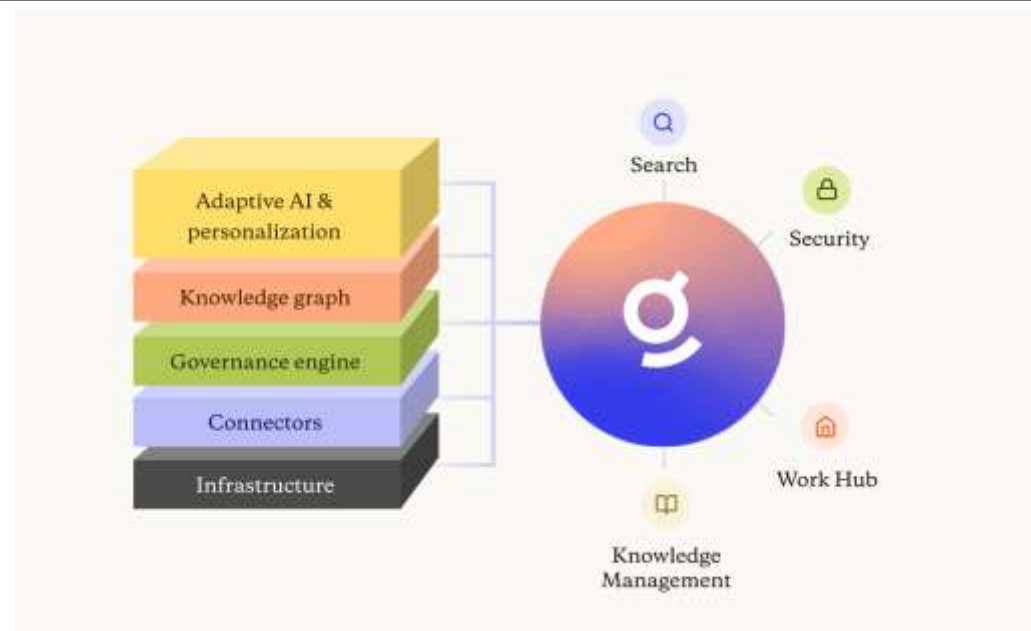 Adaptive AI &
personalization
Knowledge graph
Governance engine
Connectors
Infrastructure
Search
Security
Work Hub
Knowledge
Management